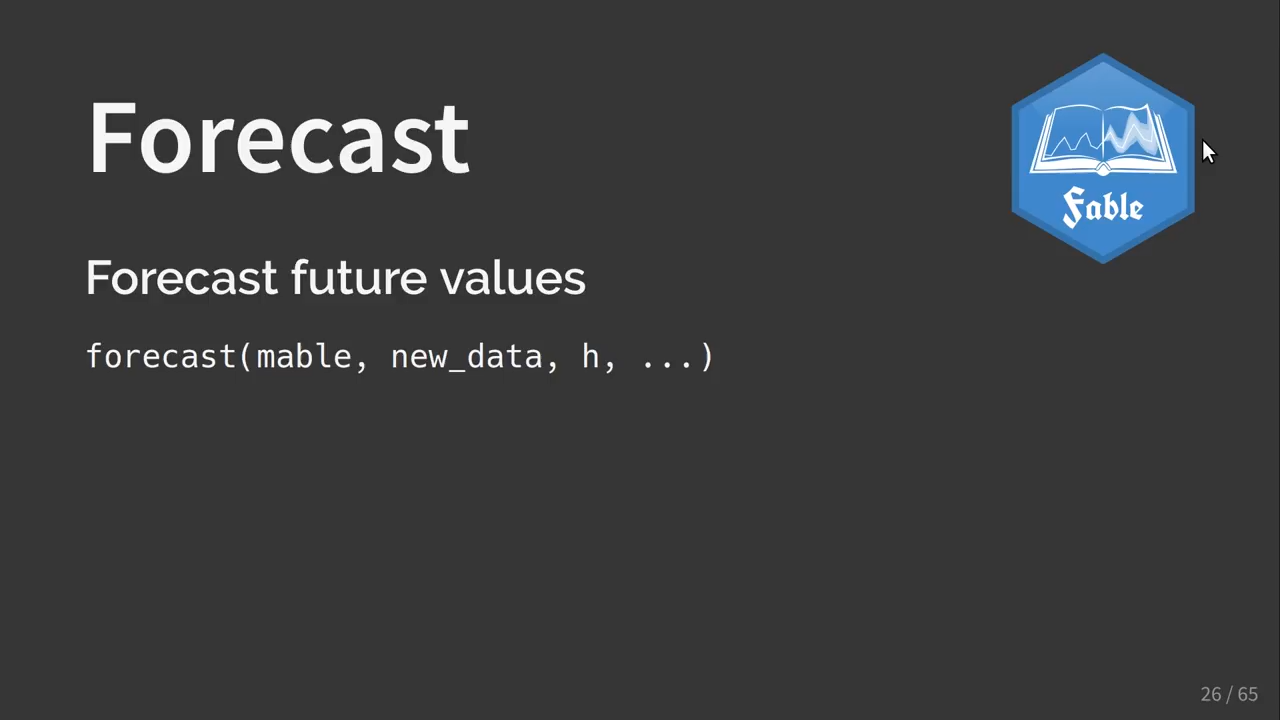 Forecast
Fable
Forecast future values
forecast(mable, new_data, h, ...)
26 / 65